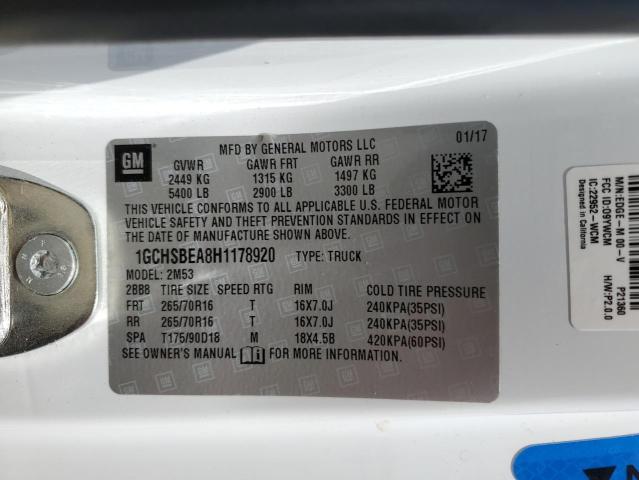 GM
MFD BY GENERAL MOTORS LLC 01/17
GVWR GAWR FRT GAWR RR
2449 KG 1315 KG 1497 KG
5400 LB 2900 LB 3300 LB
THIS VEHICLE CONFORMS TO ALL APPLICABLE U.S. FEDERAL MOTOR
VEHICLE SAFETY AND THEFT PREVENTION STANDARDS IN EFFECT ON
THE DATE OF MANUFACTURE SHOWN ABOVE.
1GCHSBEA8H1178920 TYPE: TRUCK
MODEL: 2M53
2BB8 TIRE SIZE SPEED RTG RIM COLD TIRE PRESSURE
FRT 265/70R16 T 16X7.0J 240KPA(35PSI)
RR 265/70R16 T 16X7.0J 240KPA(35PSI)
SPA T175/90D18 M 18X4.5B 420KPA(60PSI)
SEE OWNER'S MANUAL FOR MORE INFORMATION.
M/N:EDGE-M 00-V P21360
FCC ID:O9YWCM H/W:P2.0.0
IC:22952-WCM
Designed in California